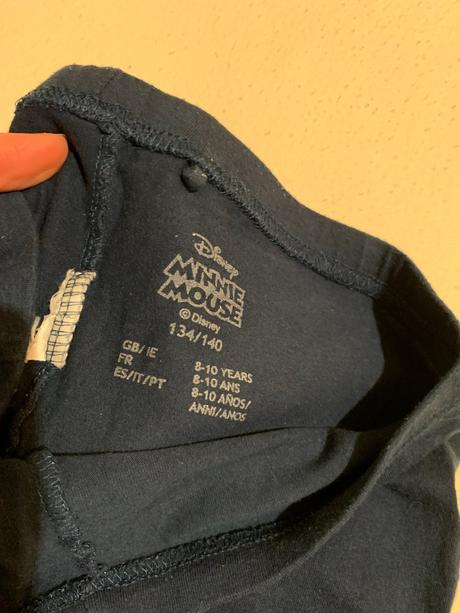 Disney
MINNIE
MOUSE
© Disney
134/140
GB/IE 8-10 YEARS
FR 8-10 ANS
ES/IT/PT 8-10 AÑOS/
ANNI/ANOS